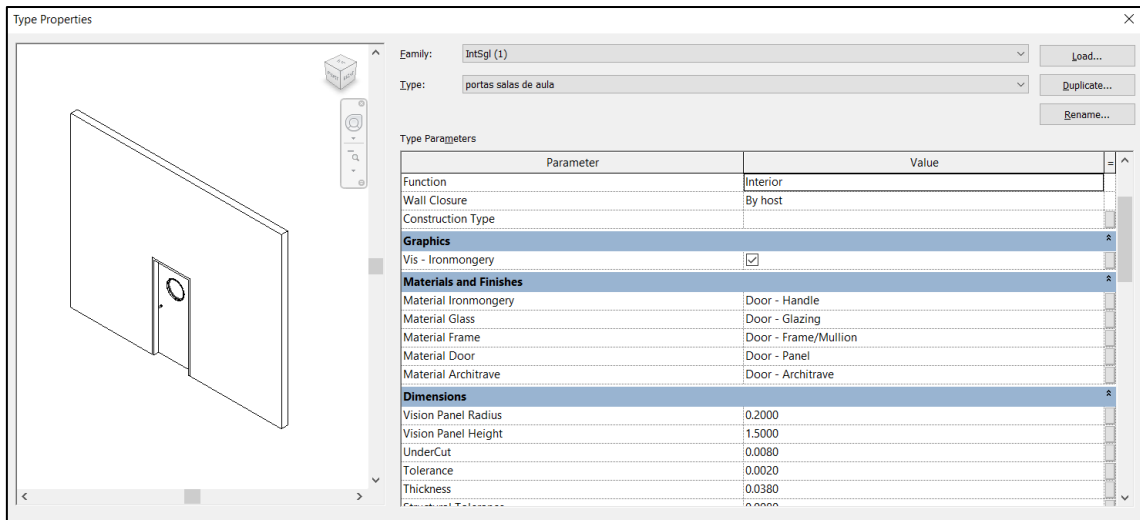 Type Properties
Family: IntSgl (1) Load...
Type: portas salas de aula Duplicate...
Rename...
Type Parameters
Parameter Value =
Function Interior
Wall Closure By host
Construction Type
Graphics
Vis - Ironmongery
Materials and Finishes
Material Ironmongery Door - Handle
Material Glass Door - Glazing
Material Frame Door - Frame/Mullion
Material Door Door - Panel
Material Architrave Door - Architrave
Dimensions
Vision Panel Radius 0.2000
Vision Panel Height 1.5000
UnderCut 0.0080
Tolerance 0.0020
Thickness 0.0380